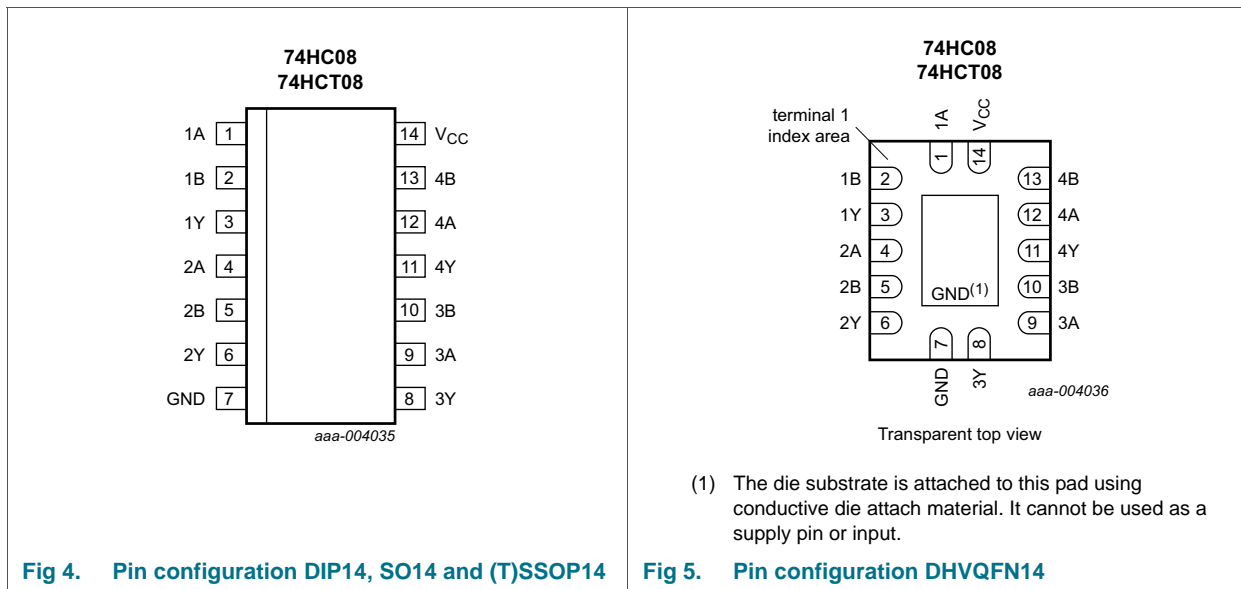 74HC08
74HCT08
1A 1
14 VCC
1B 2
13 4B
1Y 3
12 4A
2A 4
11 4Y
2B 5
10 3B
2Y 6
9 3A
GND 7
8 3Y
aaa-004035
Fig 4. Pin configuration DIP14, SO14 and (T)SSOP14
74HC08
74HCT08
terminal 1
index area
1A
VCC
1
14
1B 2
13 4B
1Y 3
12 4A
2A 4
11 4Y
2B 5
10 3B
GND(1)
2Y 6
9 3A
7
8
GND
3Y
aaa-004036
Transparent top view
(1) The die substrate is attached to this pad using
conductive die attach material. It cannot be used as a
supply pin or input.
Fig 5. Pin configuration DHVQFN14